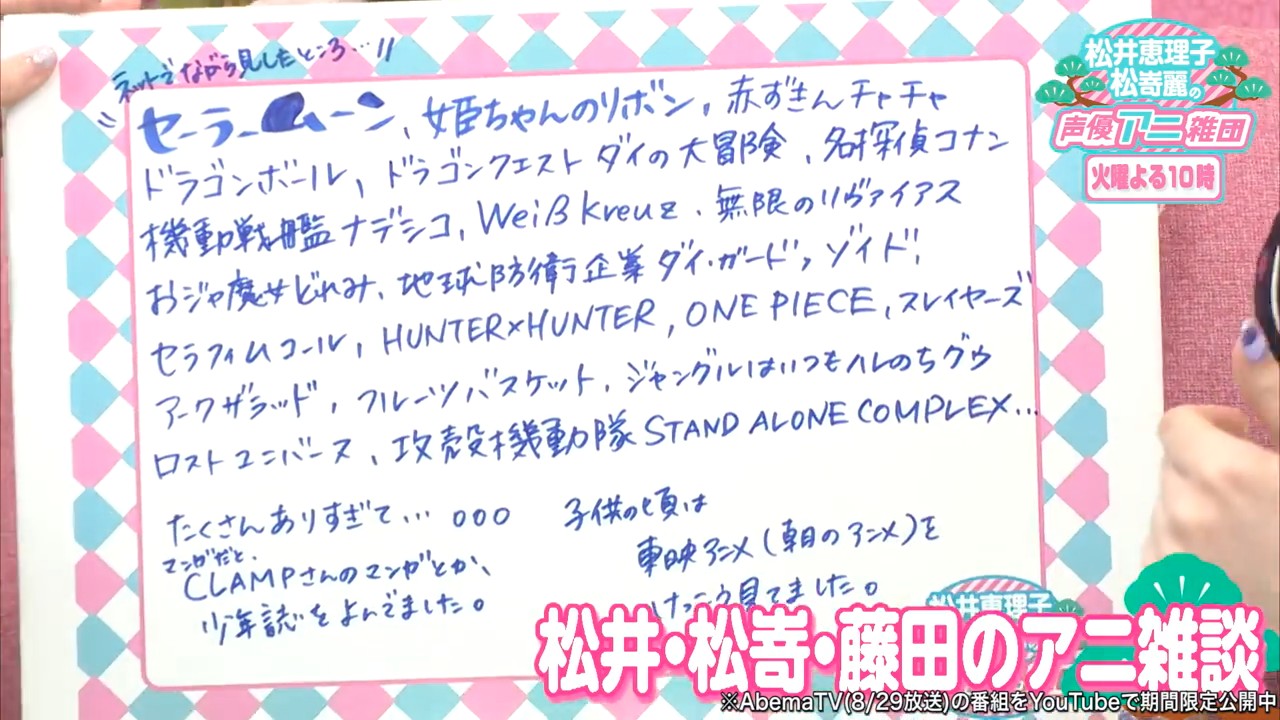 ネットでながら見したところ…!!
セーラームーン、姫ちゃんのリボン、赤ずきんチャチャ
ドラゴンボール、ドラゴンクエスト ダイの大冒険、名探偵コナン
機動戦艦ナデシコ、Weiß kreuz、無限のリヴァイアス
おジャ魔女どれみ、地球防衛企業ダイ・ガード、ゾイド、
セラフィムコール、HUNTER×HUNTER、ONE PIECE、スレイヤーズ
アークザラッド、フルーツバスケット、ジャングルはいつもハレのちグゥ
ロストユニバース、攻殻機動隊 STAND ALONE COMPLEX…
たくさんありすぎて…。。。
マンガだと、
CLAMPさんのマンガとか、
少年誌をよんでました。
子供の頃は
東映アニメ(朝のアニメ)を
けっこう見てました。
松井恵理子
松嵜麗の
声優アニ雑団
火曜よる10時
松井恵理子
松井・松嵜・藤田のアニ雑談
※AbemaTV(8/29放送)の番組をYouTubeで期間限定公開中